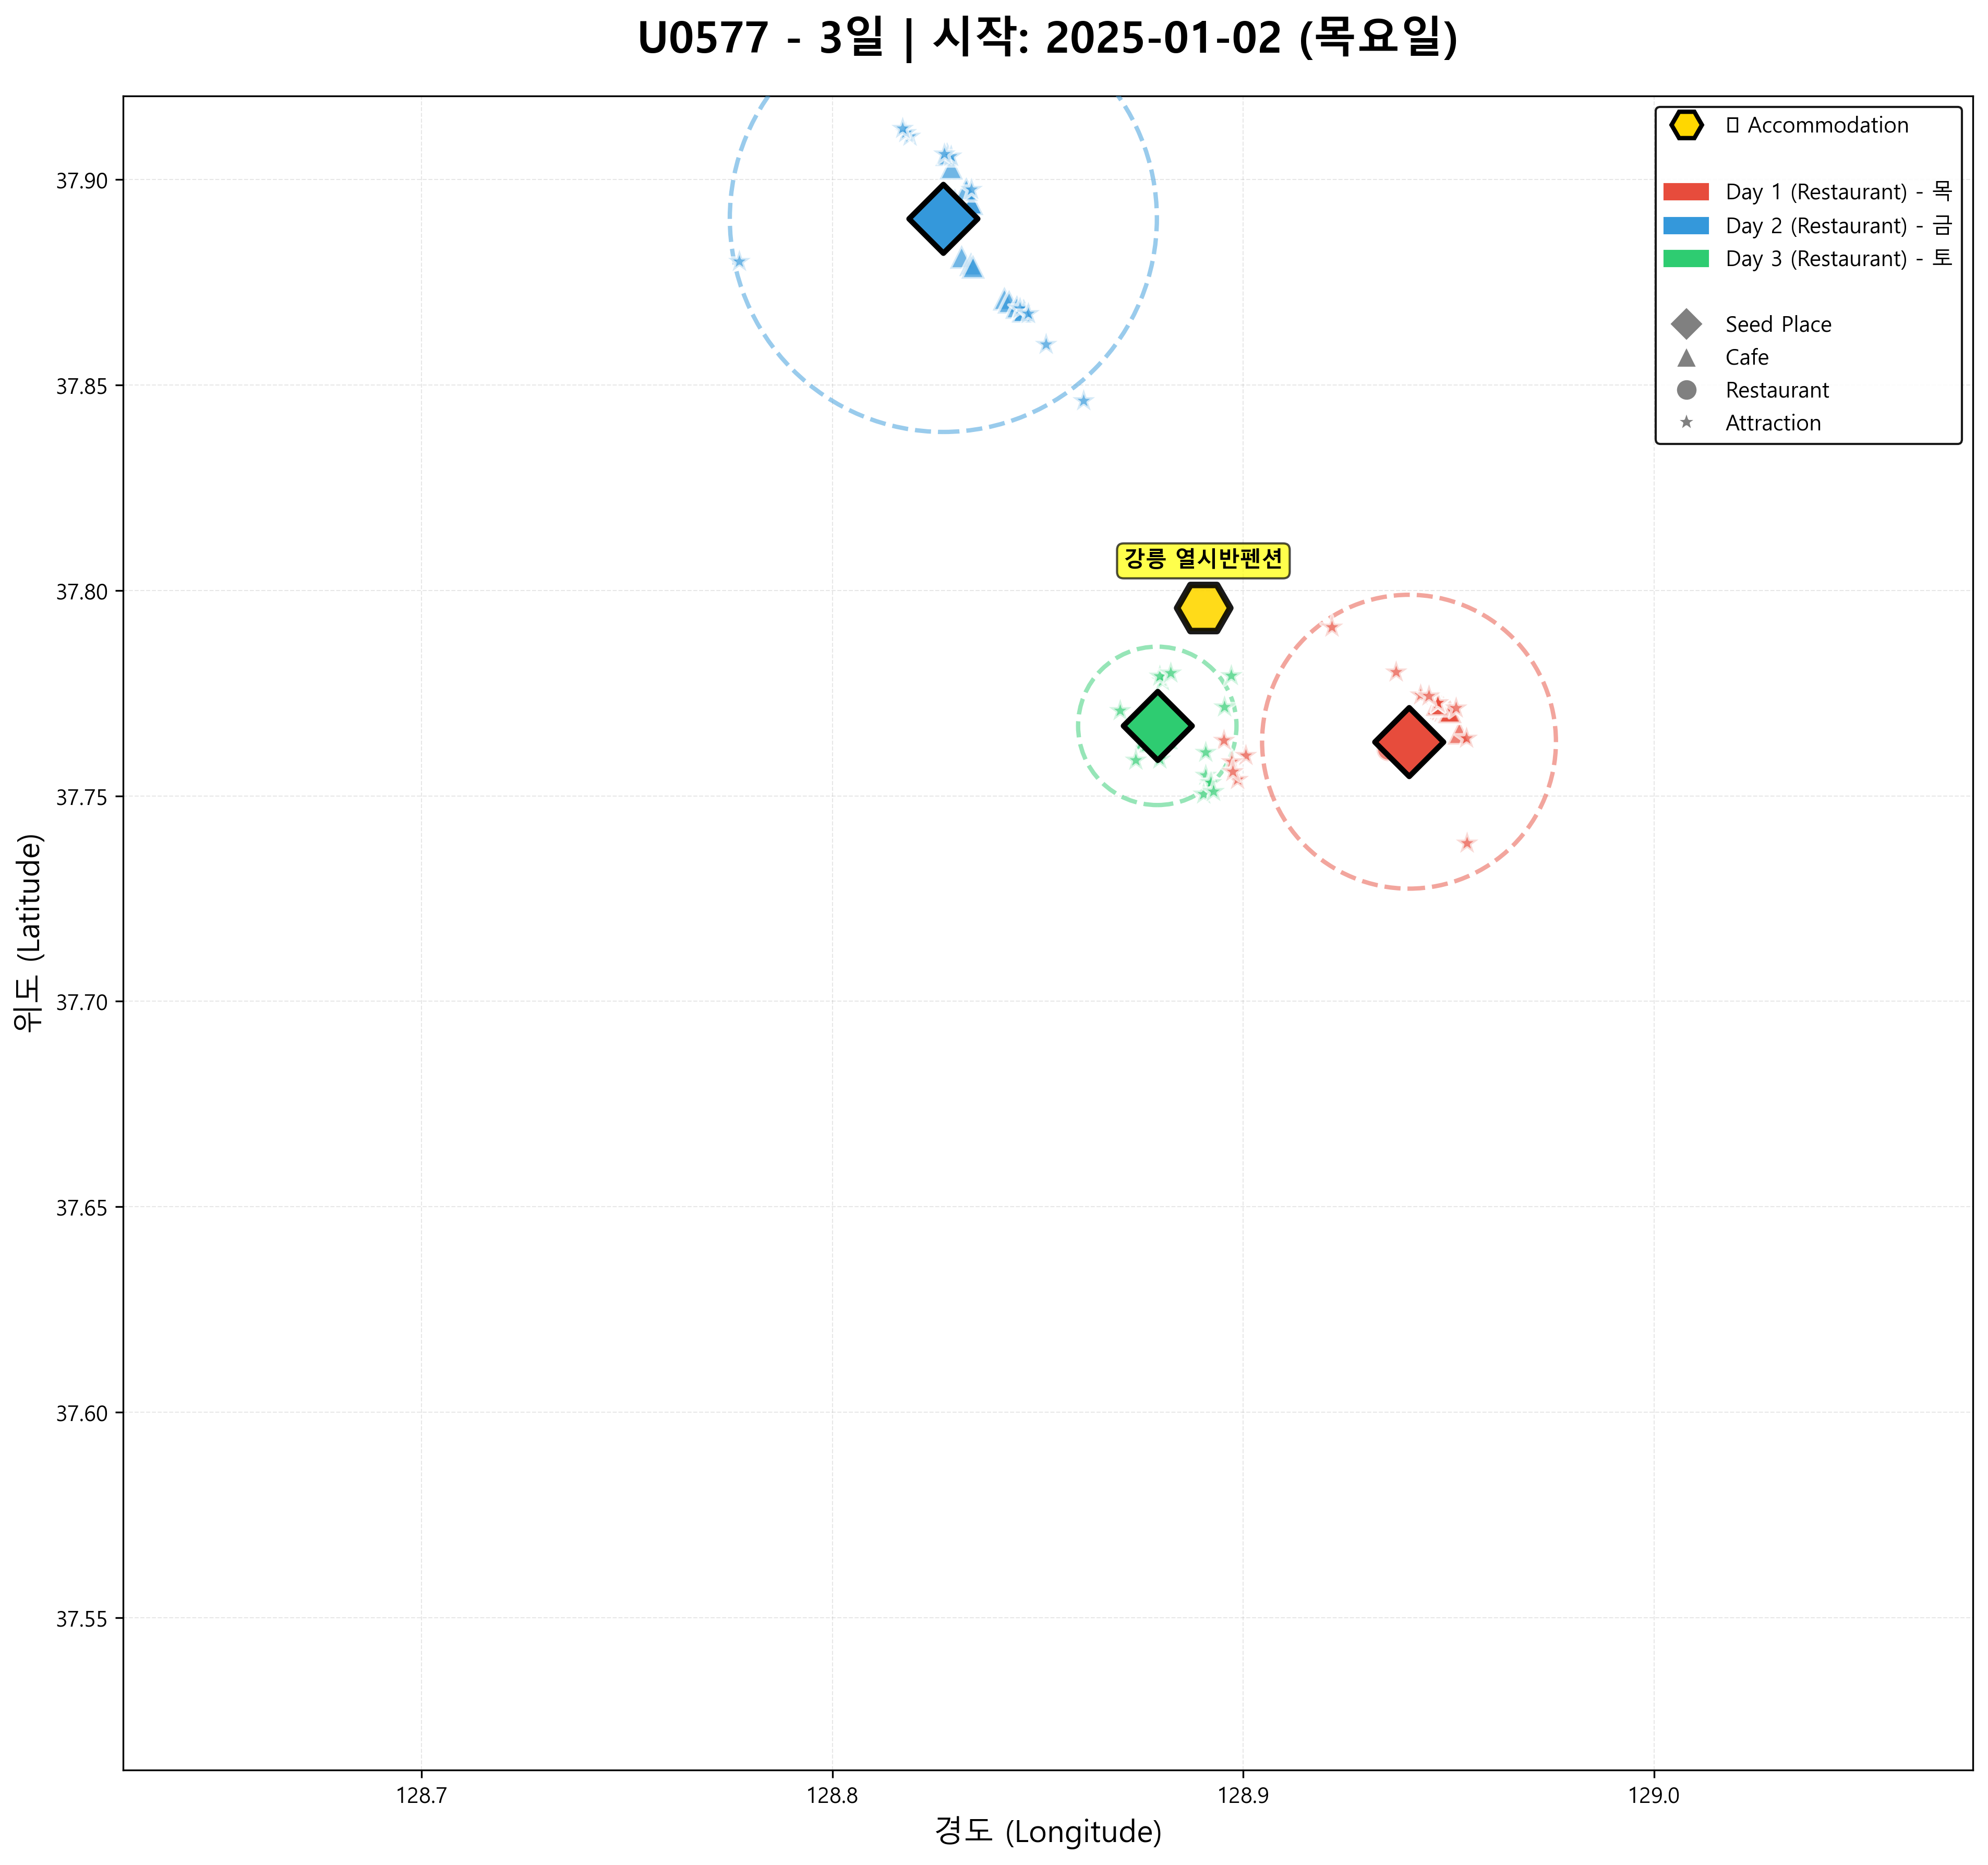 U0577 - 3일 | 시작: 2025-01-02 (목요일)
Accommodation
Day 1 (Restaurant) - 목
Day 2 (Restaurant) - 금
Day 3 (Restaurant) - 토
Seed Place
Cafe
Restaurant
Attraction
강릉 열시반펜션
위도 (Latitude)
37.90
37.85
37.80
37.75
37.70
37.65
37.60
37.55
128.7
128.8
128.9
129.0
경도 (Longitude)